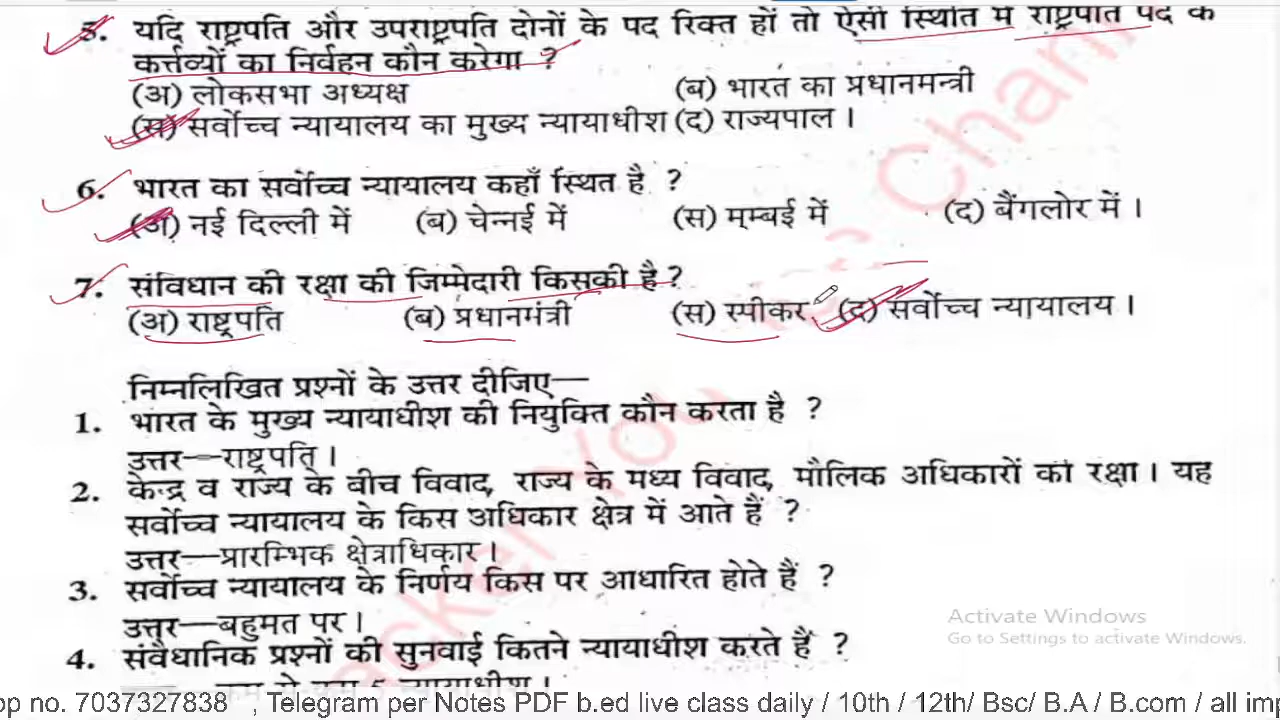 5. यदि राष्ट्रपति और उपराष्ट्रपति दोनों के पद रिक्त हों तो ऐसी स्थिति में राष्ट्रपति पद के
कर्त्तव्यों का निर्वहन कौन करेगा ?
(अ) लोकसभा अध्यक्ष (ब) भारत का प्रधानमन्त्री
(स) सर्वोच्च न्यायालय का मुख्य न्यायाधीश (द) राज्यपाल ।
6. भारत का सर्वोच्च न्यायालय कहाँ स्थित है ?
(अ) नई दिल्ली में (ब) चेन्नई में (स) मुम्बई में (द) बैंगलोर में ।
7. संविधान की रक्षा की जिम्मेदारी किसकी है ?
(अ) राष्ट्रपति (ब) प्रधानमंत्री (स) स्पीकर (द) सर्वोच्च न्यायालय ।
निम्नलिखित प्रश्नों के उत्तर दीजिए—
1. भारत के मुख्य न्यायाधीश की नियुक्ति कौन करता है ?
उत्तर—राष्ट्रपति ।
2. केन्द्र व राज्य के बीच विवाद, राज्य के मध्य विवाद, मौलिक अधिकारों की रक्षा । यह
सर्वोच्च न्यायालय के किस अधिकार क्षेत्र में आते हैं ?
उत्तर—प्रारम्भिक क्षेत्राधिकार ।
3. सर्वोच्च न्यायालय के निर्णय किस पर आधारित होते हैं ?
उत्तर—बहुमत पर ।
4. संवैधानिक प्रश्नों की सुनवाई कितने न्यायाधीश करते हैं ?
न्यायाधीश ।
Activate Windows
Go to Settings to activate Windows.
pp no. 7037327838 , Telegram per Notes PDF b.ed live class daily / 10th / 12th/ Bsc/ B.A / B.com / all imp